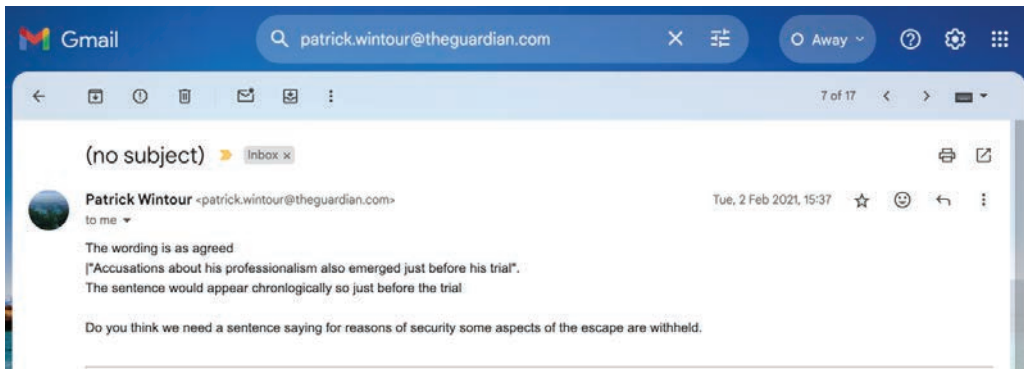 Gmail
patrick.wintour@theguardian.com
Away
7 of 17
(no subject)
Inbox x
Patrick Wintour <patrick.wintour@theguardian.com>
Tue, 2 Feb 2021, 15:37
to me
The wording is as agreed
|"Accusations about his professionalism also emerged just before his trial".
The sentence would appear chronlogically so just before the trial
Do you think we need a sentence saying for reasons of security some aspects of the escape are withheld.